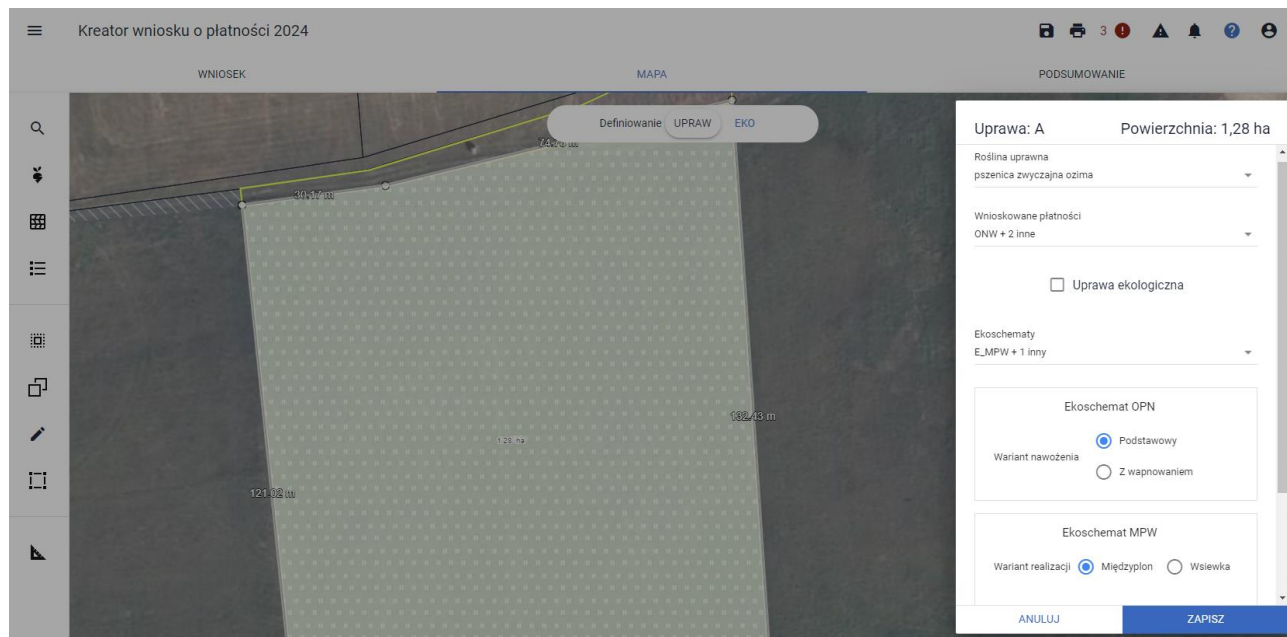 Kreator wniosku o płatności 2024
3
WNIOSEK
MAPA
PODSUMOWANIE
Definiowanie UPRAW EKO
30,17 m
132,43 m
1.28 ha
121,02 m
Uprawa: A
Powierzchnia: 1,28 ha
Roślina uprawna
pszenica zwyczajna ozima
Wnioskowane płatności
ONW + 2 inne
Uprawa ekologiczna
Ekoschematy
E_MPW + 1 inny
Ekoschemat OPN
Wariant nawożenia
Podstawowy
Z wapnowaniem
Ekoschemat MPW
Wariant realizacji Międzyplon Wsiewka
ANULUJ
ZAPISZ